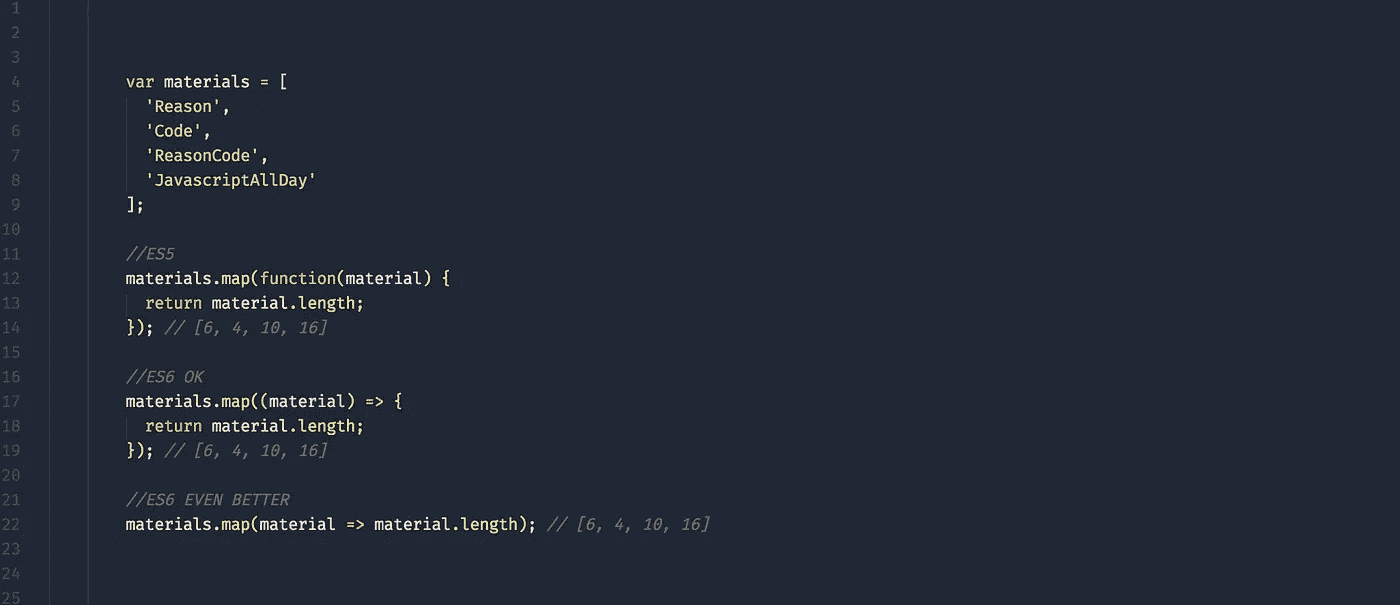 1
2
3
4 var materials = [
5   'Reason',
6   'Code',
7   'ReasonCode',
8   'JavascriptAllDay'
9 ];
10
11 //ES5
12 materials.map(function(material) {
13   return material.length;
14 }); // [6, 4, 10, 16]
15
16 //ES6 OK
17 materials.map((material) => {
18   return material.length;
19 }); // [6, 4, 10, 16]
20
21 //ES6 EVEN BETTER
22 materials.map(material => material.length); // [6, 4, 10, 16]
23
24
25